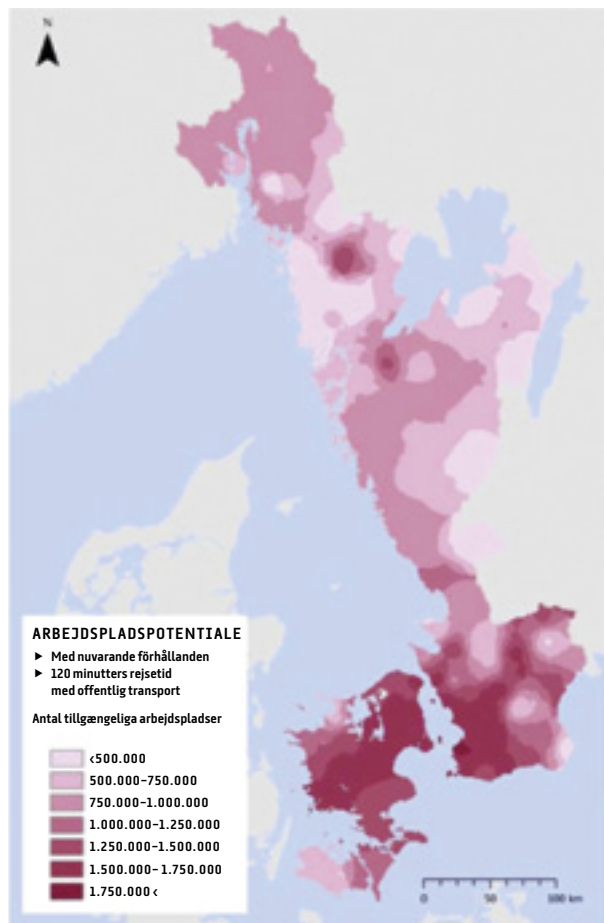 N
ARBEJDSPLADSPOTENTIALE
► Med nuvarande förhållanden
► 120 minutters rejsetid
med offentlig transport
Antal tillgængeliga arbejdspladser
<500.000
500.000–750.000
750.000–1.000.000
1.000.000–1.250.000
1.250.000–1.500.000
1.500.000– 1.750.000
1.750.000 <
0 50 100 km